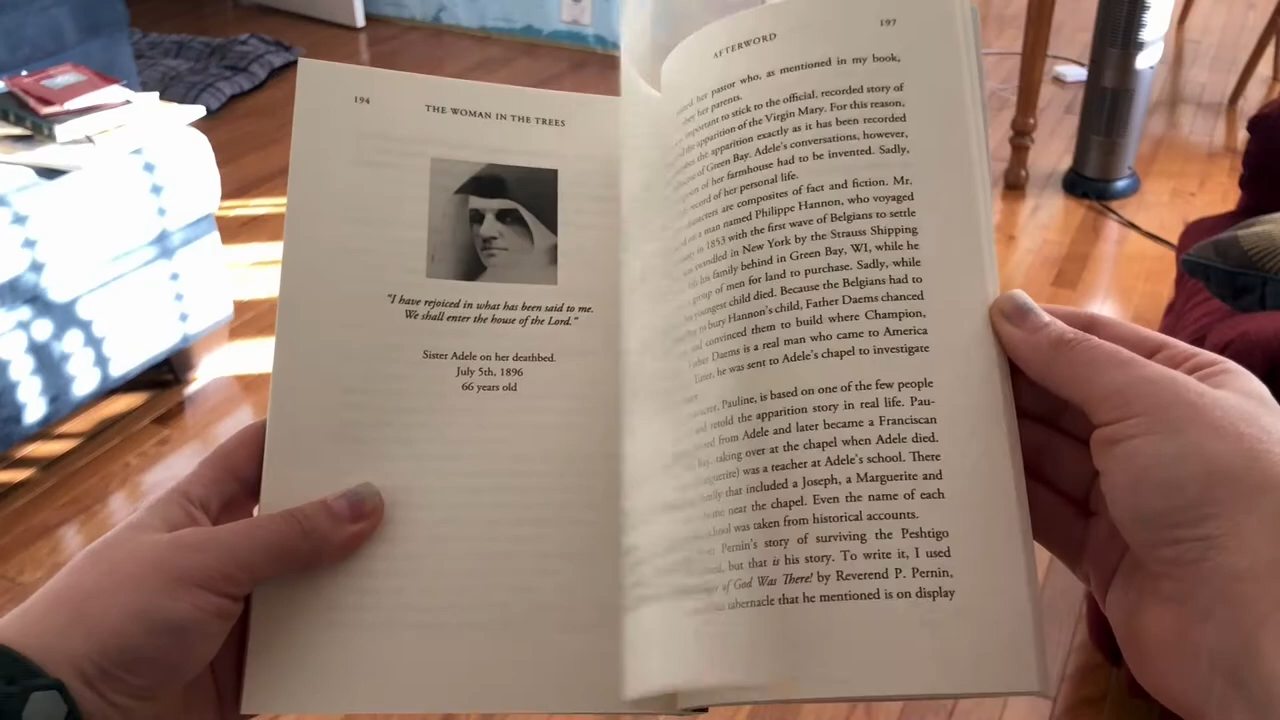 194
THE WOMAN IN THE TREES
"I have rejoiced in what has been said to me.
We shall enter the house of the Lord."
Sister Adele on her deathbed.
July 5th, 1896
66 years old
AFTERWORD
197
her pastor who, as mentioned in my book,
her parents.
important to stick to the official, recorded story of
the apparition of the Virgin Mary. For this reason,
the apparition exactly as it has been recorded
of Green Bay. Adele's conversations, however,
of her farmhouse had to be invented. Sadly,
record of her personal life.
characters are composites of fact and fiction. Mr.
on a man named Philippe Hannon, who voyaged
in 1853 with the first wave of Belgians to settle
swindled in New York by the Strauss Shipping
his family behind in Green Bay, WI, while he
group of men for land to purchase. Sadly, while
youngest child died. Because the Belgians had to
to bury Hannon's child, Father Daems chanced
and convinced them to build where Champion,
Father Daems is a real man who came to America
Later, he was sent to Adele's chapel to investigate
Pauline, is based on one of the few people
and retold the apparition story in real life. Pau-
from Adele and later became a Franciscan
Bay, taking over at the chapel when Adele died.
was a teacher at Adele's school. There
family that included a Joseph, a Marguerite and
near the chapel. Even the name of each
school was taken from historical accounts.
Pernin's story of surviving the Peshtigo
but that is his story. To write it, I used
of God Was There! by Reverend P. Pernin,
tabernacle that he mentioned is on display